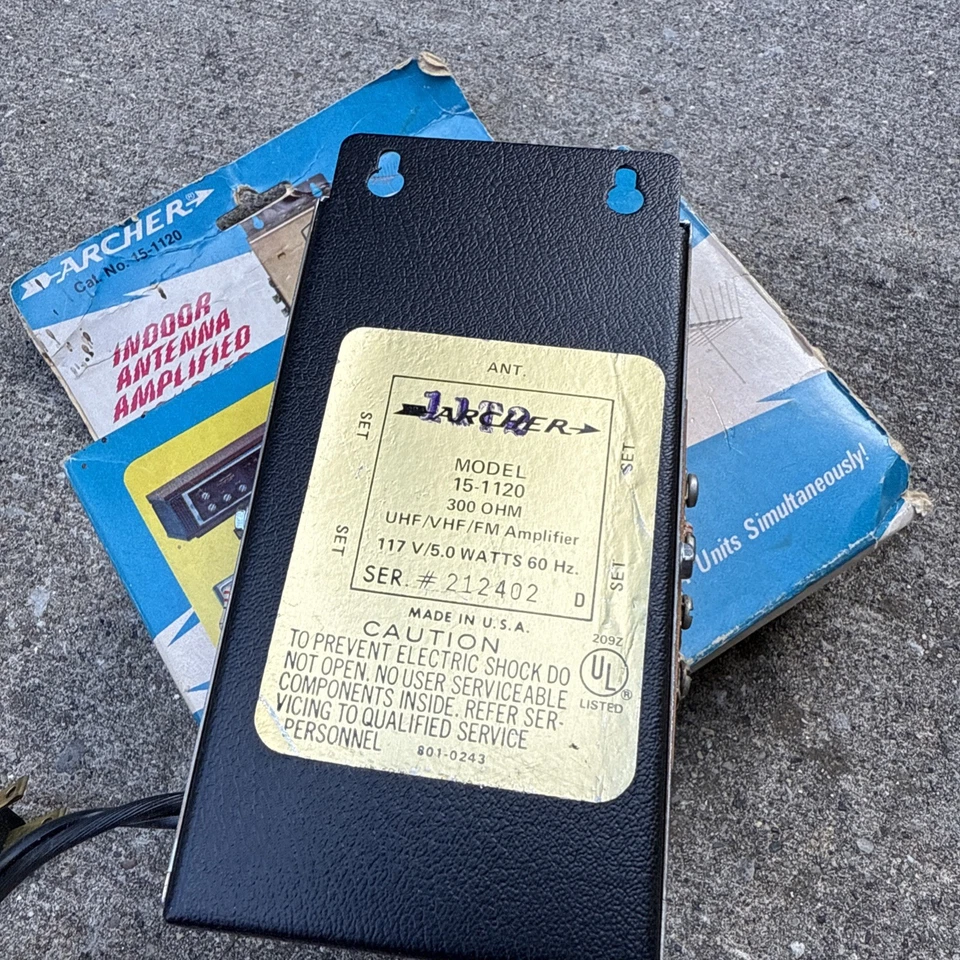 ARCHER®
Cat. No. 15-1120
INDOOR
ANTENNA
AMPLIFIED
Units Simultaneously!
ANT.
SET
SET
11T2
ARCHER
MODEL
15-1120
300 OHM
UHF/VHF/FM Amplifier
117 V/5.0 WATTS 60 Hz.
SER. # 212402 D
SET
SET
MADE IN U.S.A.
CAUTION
TO PREVENT ELECTRIC SHOCK DO
NOT OPEN. NO USER SERVICEABLE
COMPONENTS INSIDE. REFER SER-
VICING TO QUALIFIED SERVICE
PERSONNEL
801-0243
209Z
UL®
LISTED